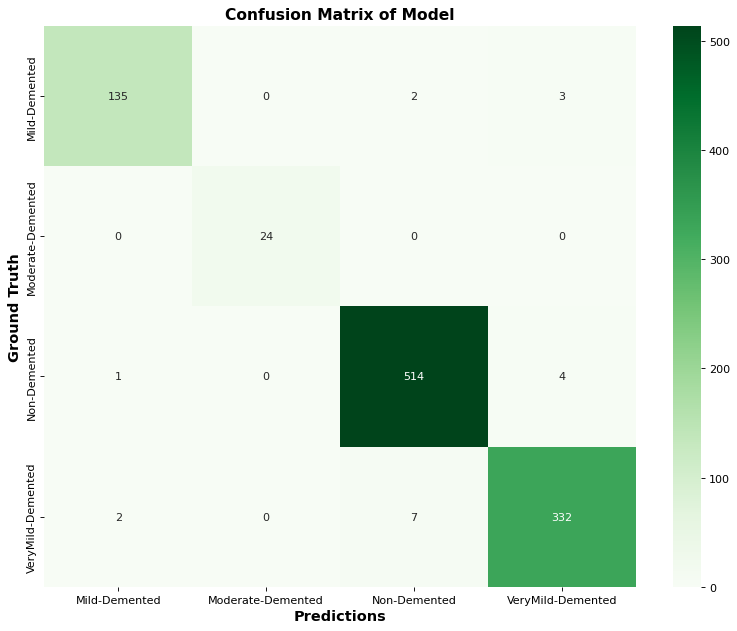 Confusion Matrix of Model
Ground Truth
Mild-Demented
135 0 2 3
Moderate-Demented
0 24 0 0
Non-Demented
1 0 514 4
VeryMild-Demented
2 0 7 332
Mild-Demented Moderate-Demented Non-Demented VeryMild-Demented
Predictions
500
400
300
200
100
0